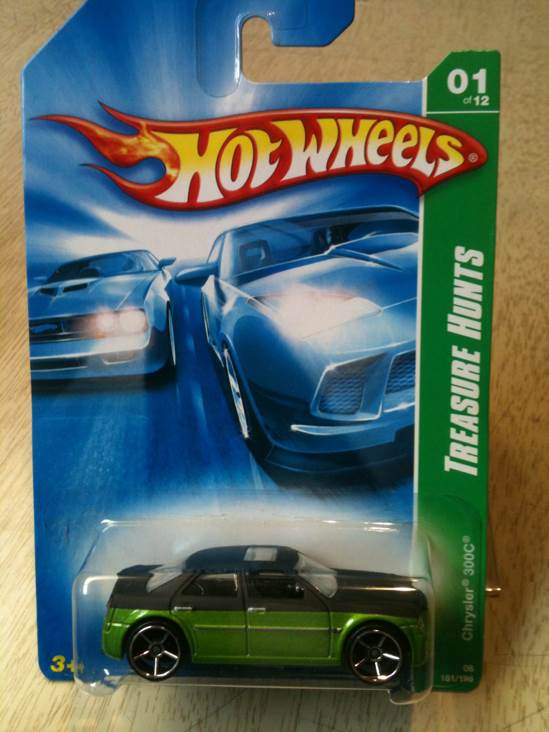 01
of 12
HOT WHEELS®
TREASURE HUNTS
Chrysler® 300C®
3+
08
161/196